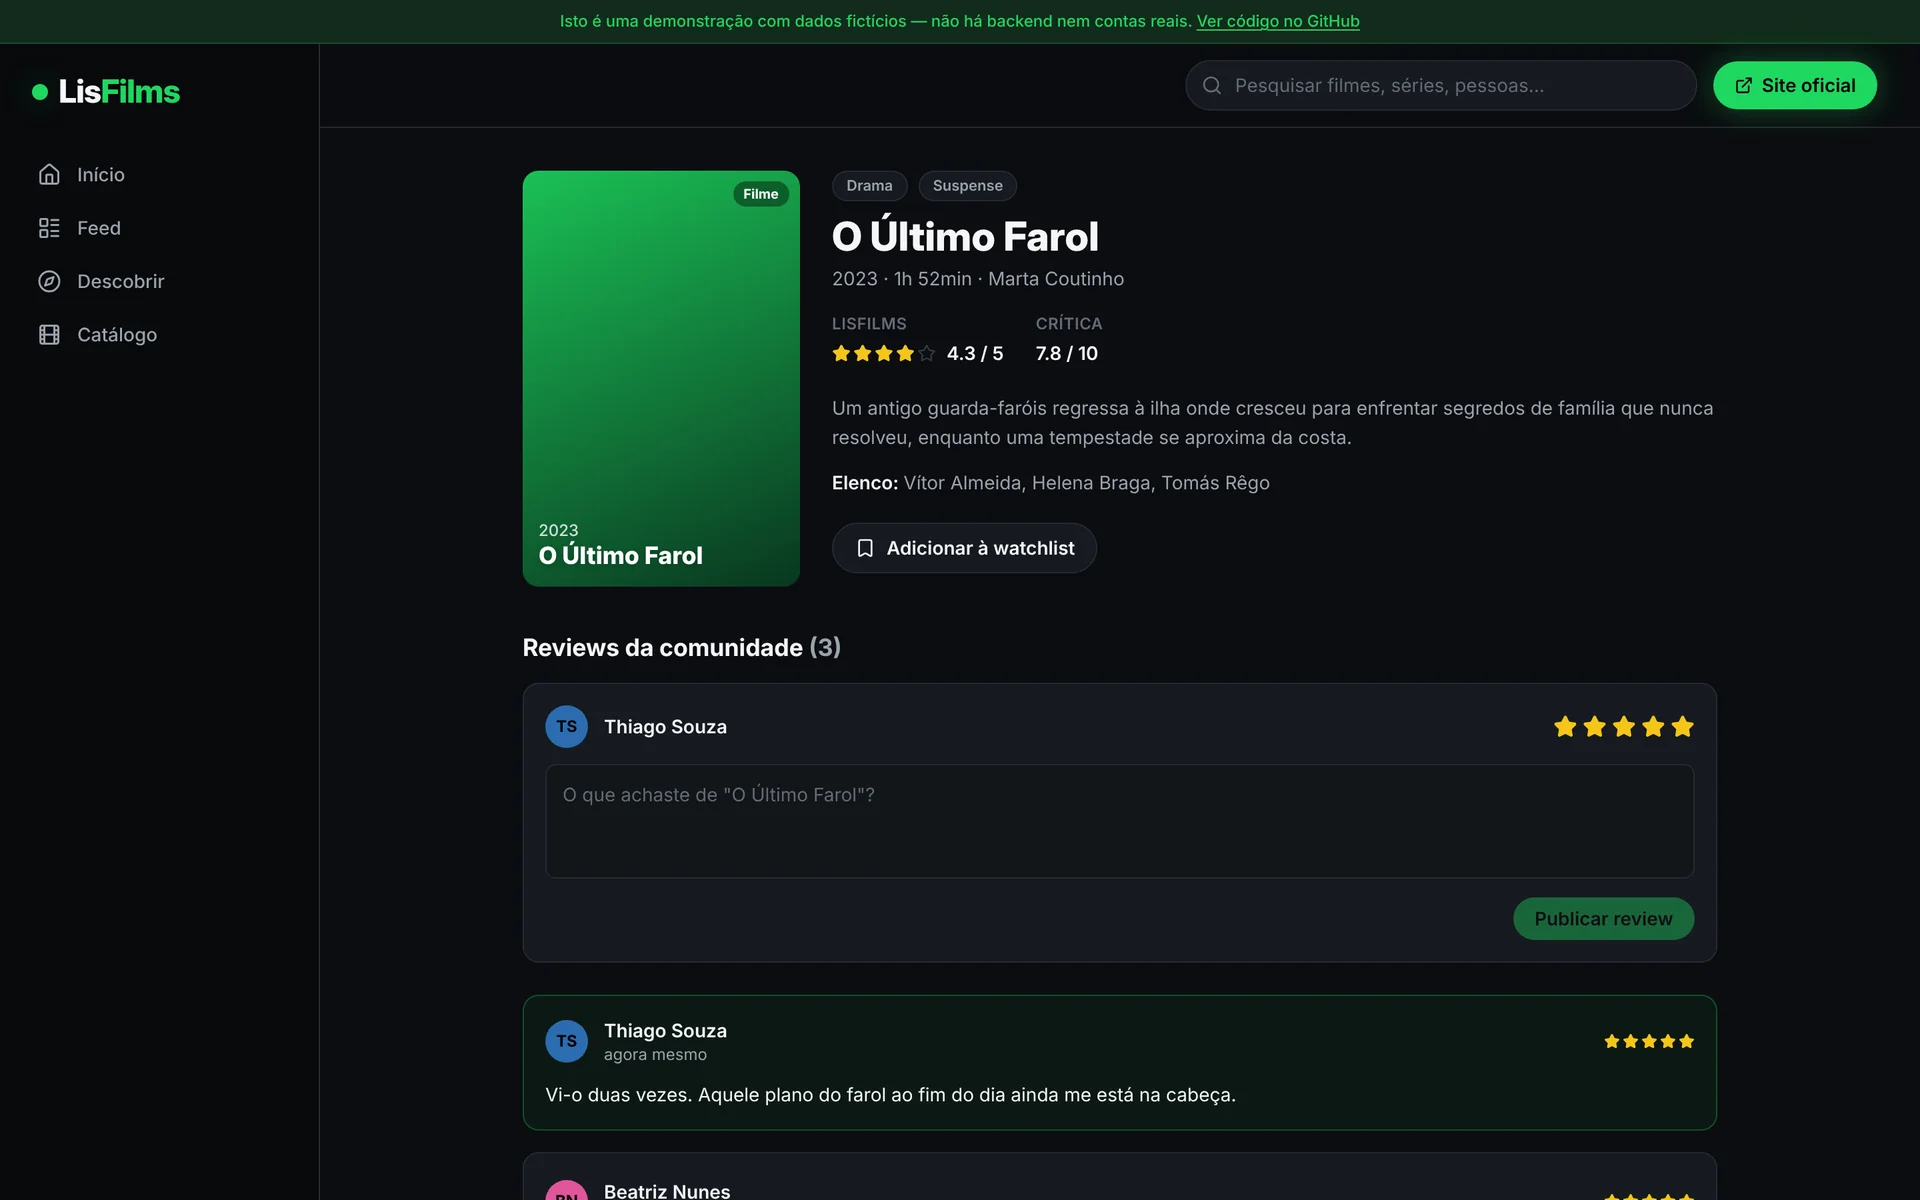 Isto é uma demonstração com dados fictícios — não há backend nem contas reais. Ver código no GitHub
LisFilms
Pesquisar filmes, séries, pessoas...
Site oficial
Início
Feed
Descobrir
Catálogo
Filme
2023
O Último Farol
Drama
Suspense
O Último Farol
2023 · 1h 52min · Marta Coutinho
LISFILMS
4.3 / 5
CRÍTICA
7.8 / 10
Um antigo guarda-faróis regressa à ilha onde cresceu para enfrentar segredos de família que nunca
resolveu, enquanto uma tempestade se aproxima da costa.
Elenco: Vítor Almeida, Helena Braga, Tomás Rêgo
Adicionar à watchlist
Reviews da comunidade (3)
TS
Thiago Souza
O que achaste de "O Último Farol"?
Publicar review
TS
Thiago Souza
agora mesmo
Vi-o duas vezes. Aquele plano do farol ao fim do dia ainda me está na cabeça.
BN
Beatriz Nunes